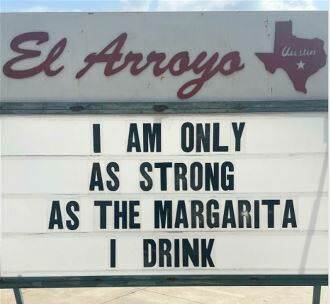 El Arroyo
Austin
I AM ONLY
AS STRONG
AS THE MARGARITA
I DRINK